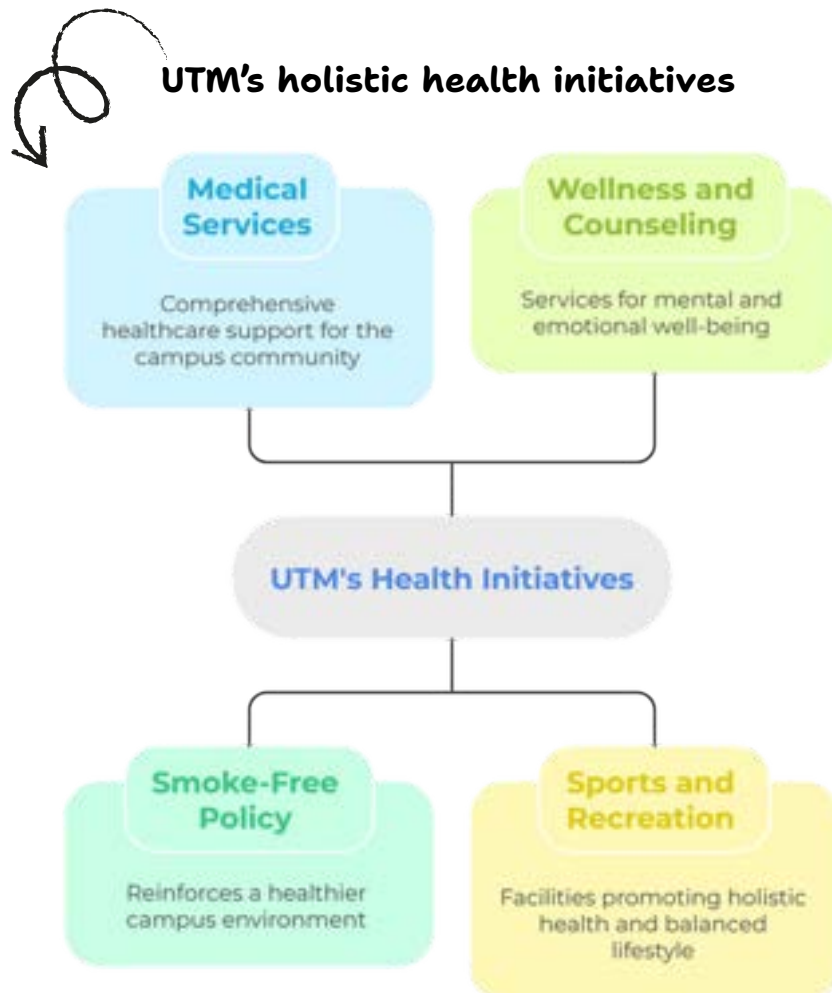 UTM's holistic health initiatives
Medical
Services
Comprehensive
healthcare support for the
campus community
Wellness and
Counseling
Services for mental and
emotional well-being
UTM's Health Initiatives
Smoke-Free
Policy
Reinforces a healthier
campus environment
Sports and
Recreation
Facilities promoting holistic
health and balanced
lifestyle